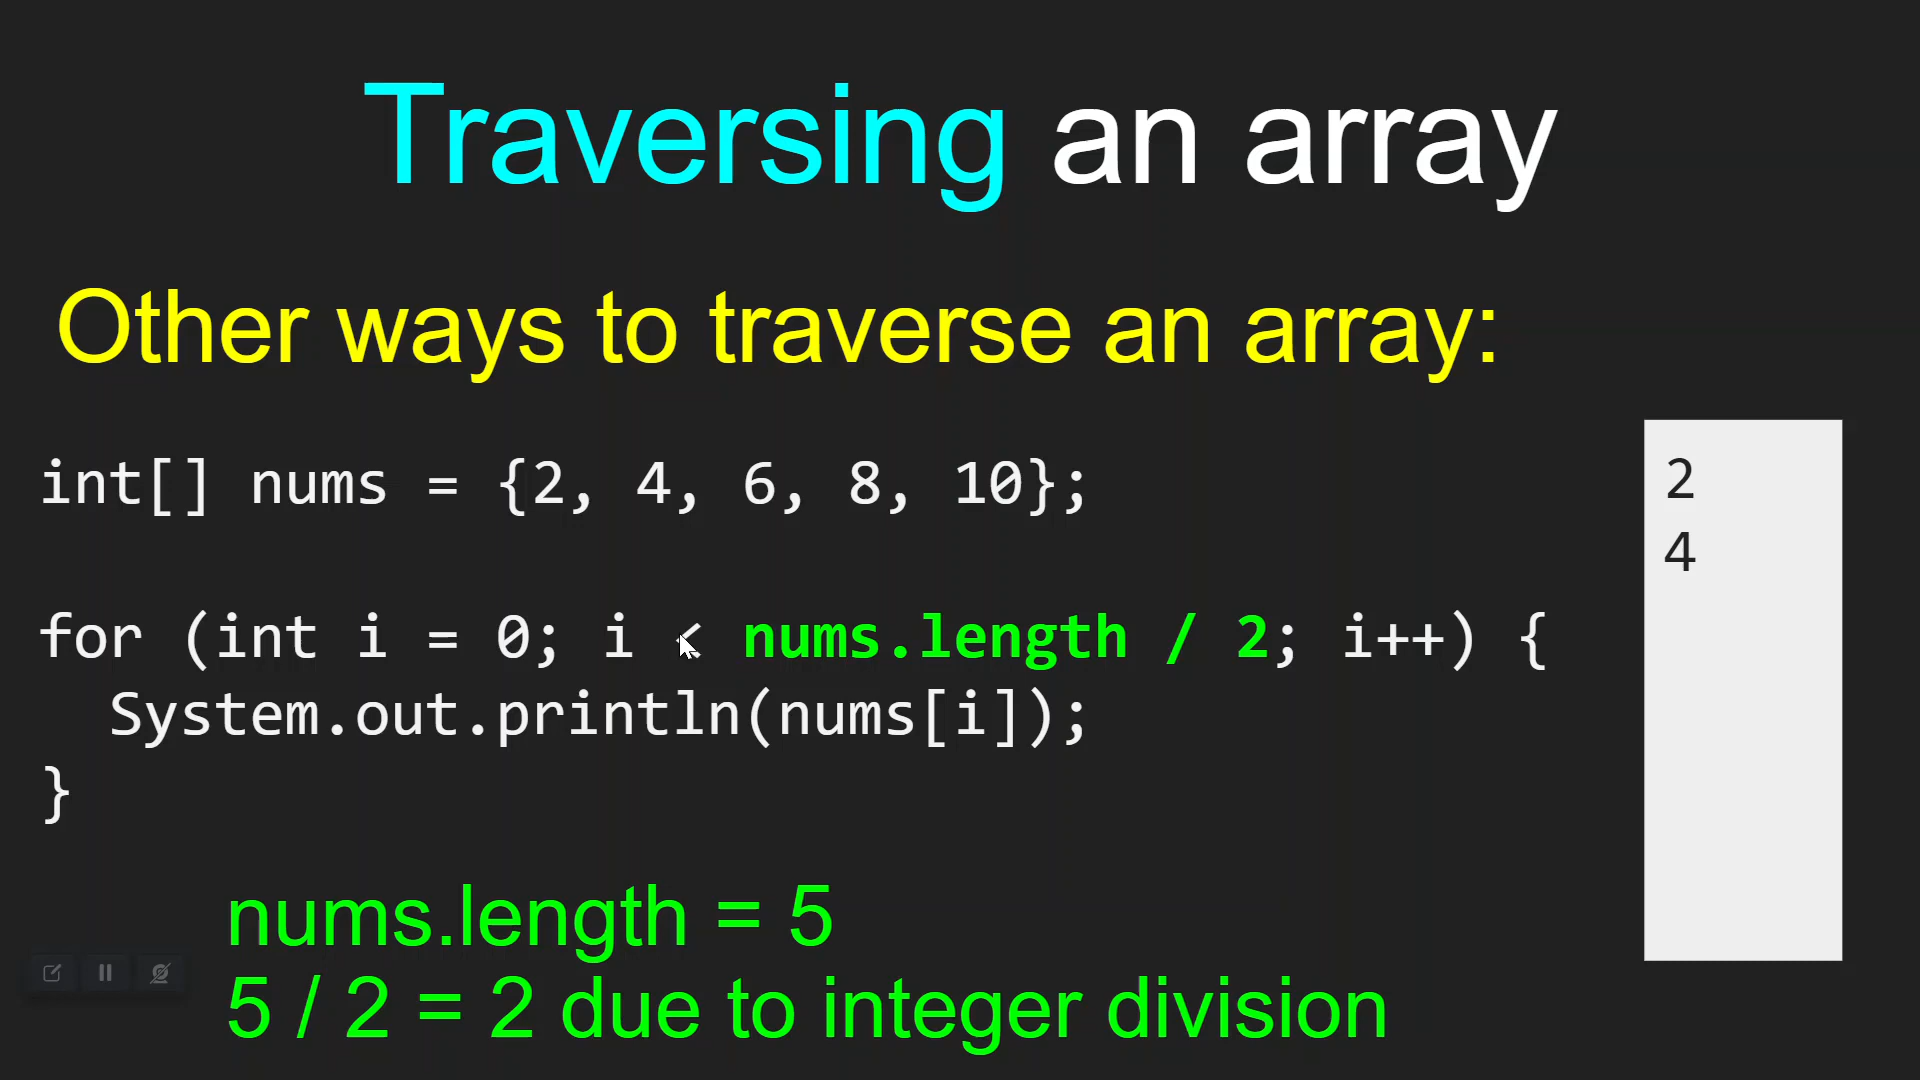 Traversing an array
Other ways to traverse an array:
int[] nums = {2, 4, 6, 8, 10};
for (int i = 0; i < nums.length / 2; i++) {
System.out.println(nums[i]);
}
2
4
nums.length = 5
5 / 2 = 2 due to integer division